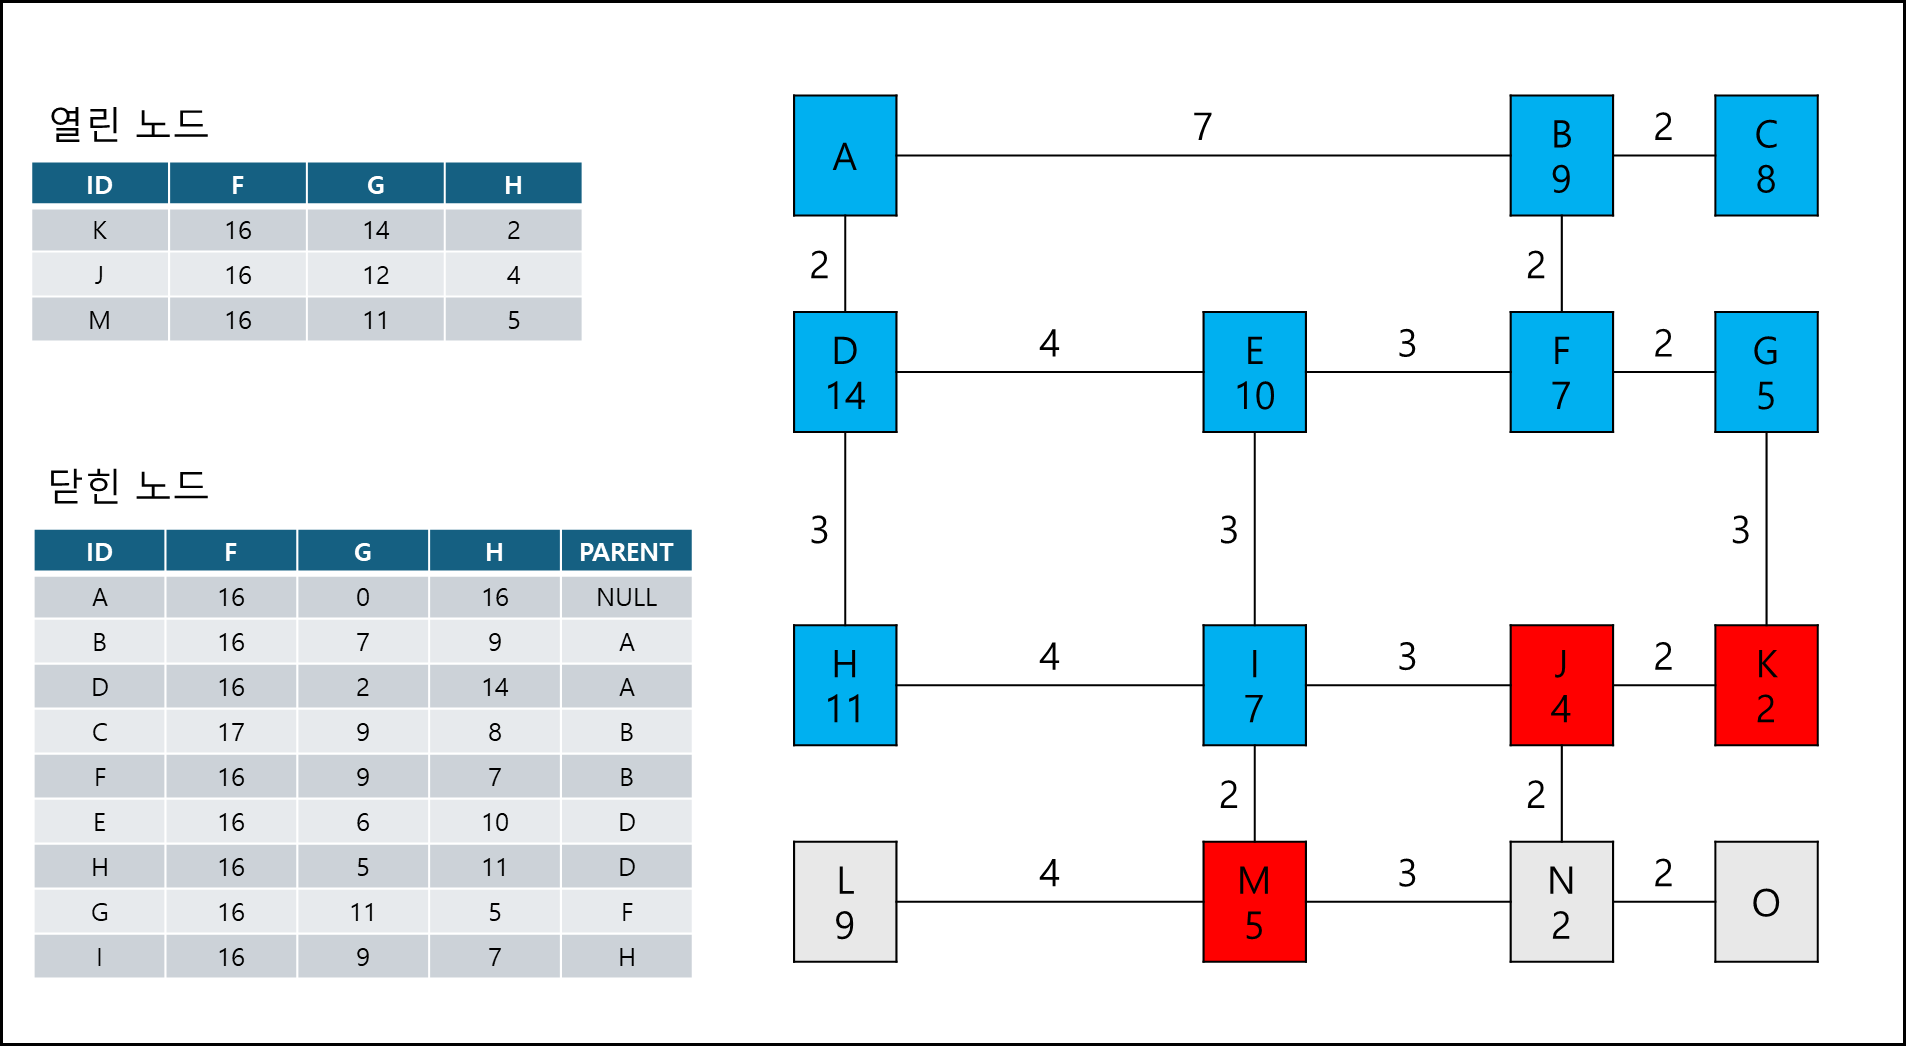 열린 노드
ID F G H
K 16 14 2
J 16 12 4
M 16 11 5
닫힌 노드
ID F G H PARENT
A 16 0 16 NULL
B 16 7 9 A
D 16 2 14 A
C 17 9 8 B
F 16 9 7 B
E 16 6 10 D
H 16 5 11 D
G 16 11 5 F
I 16 9 7 H
A 7 B 2 C
9 8
2 2
D 4 E 3 F 2 G
14 10 7 5
3 3 3
H 4 I 3 J 2 K
11 7 4 2
2 2
L 4 M 3 N 2 O
9 5 2